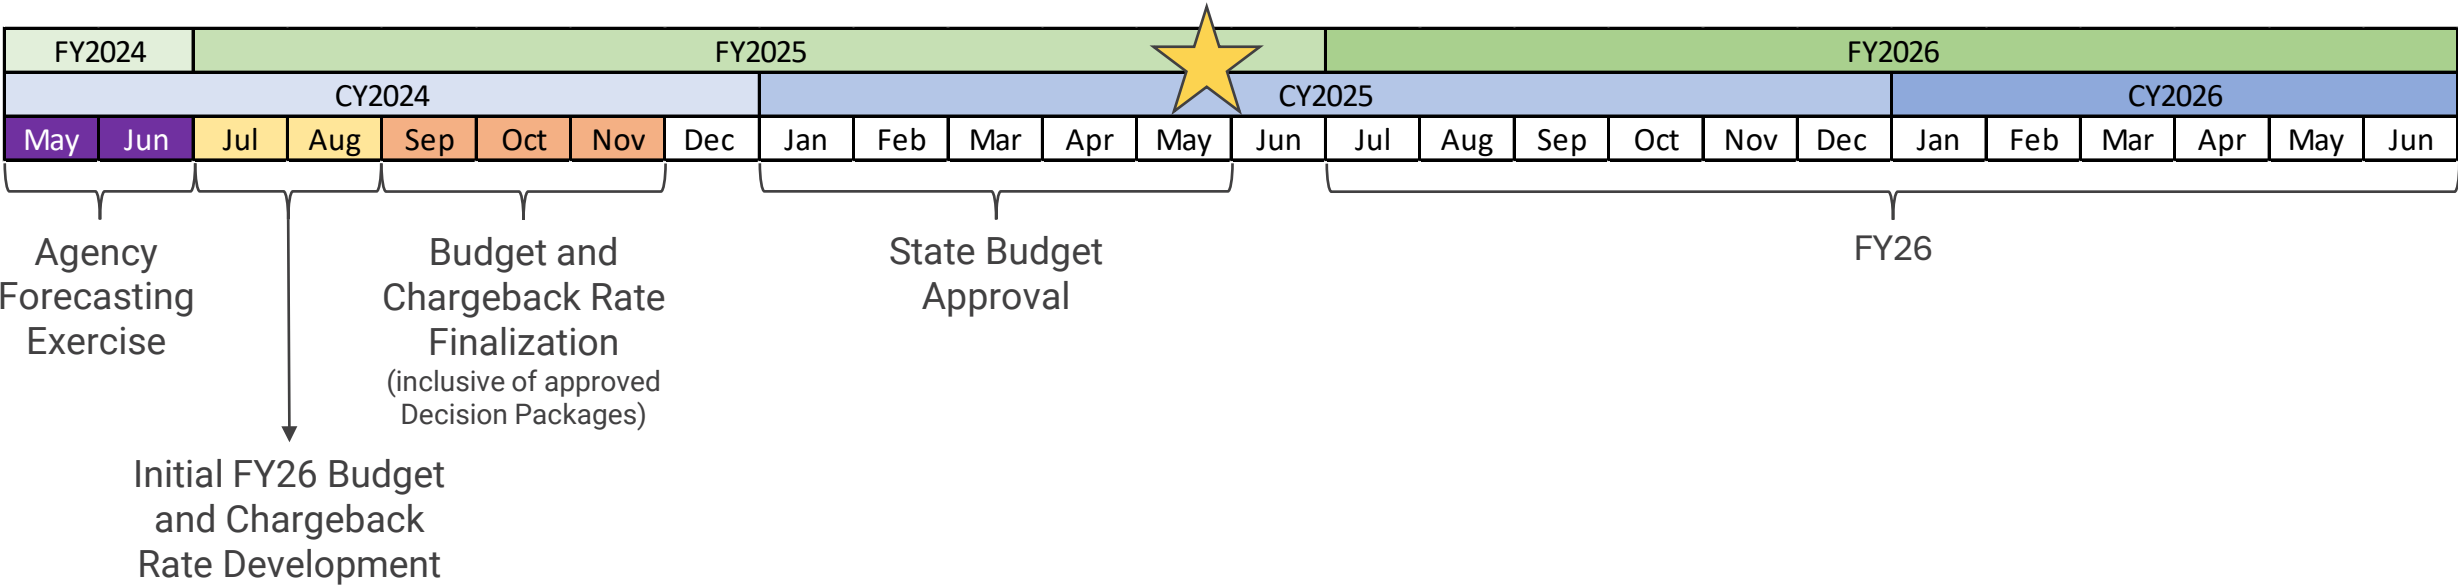 FY2024 FY2025 FY2026
CY2024 CY2025 CY2026
May Jun Jul Aug Sep Oct Nov Dec Jan Feb Mar Apr May Jun Jul Aug Sep Oct Nov Dec Jan Feb Mar Apr May Jun
Agency
Forecasting
Exercise
Initial FY26 Budget
and Chargeback
Rate Development
Budget and
Chargeback Rate
Finalization
(inclusive of approved
Decision Packages)
State Budget
Approval
FY26